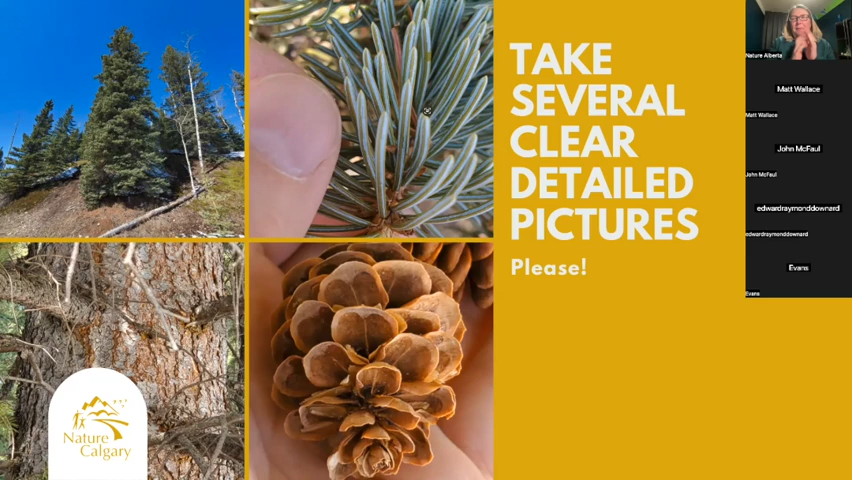 TAKE
SEVERAL
CLEAR
DETAILED
PICTURES
Please!
Nature
Calgary
Nature Alberta
Matt Wallace
Matt Wallace
John McFaul
John McFaul
edwardraymonddownard
edwardraymonddownard
Evans
Evans